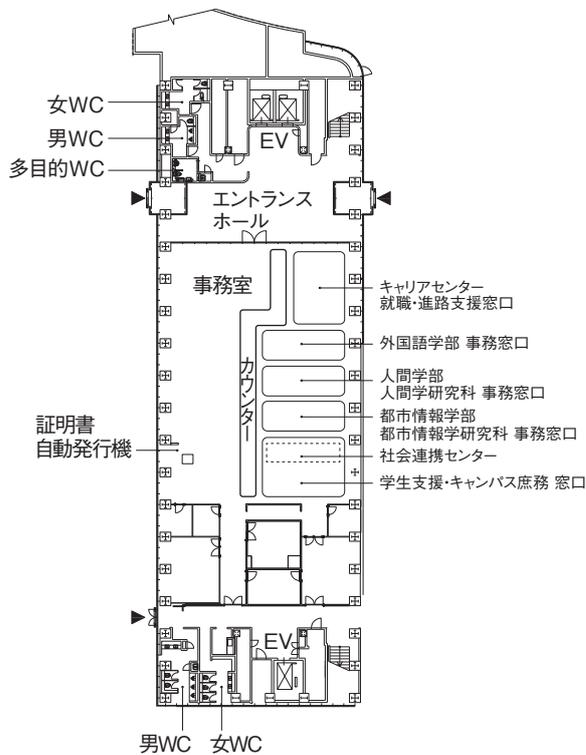 女WC
男WC
多目的WC
EV
エントランス
ホール
事務室
カウンター
キャリアセンター
就職・進路支援窓口
外国語学部 事務窓口
人間学部
人間学研究科 事務窓口
都市情報学部
都市情報学研究科 事務窓口
社会連携センター
学生支援・キャンパス庶務 窓口
証明書
自動発行機
EV
男WC
女WC